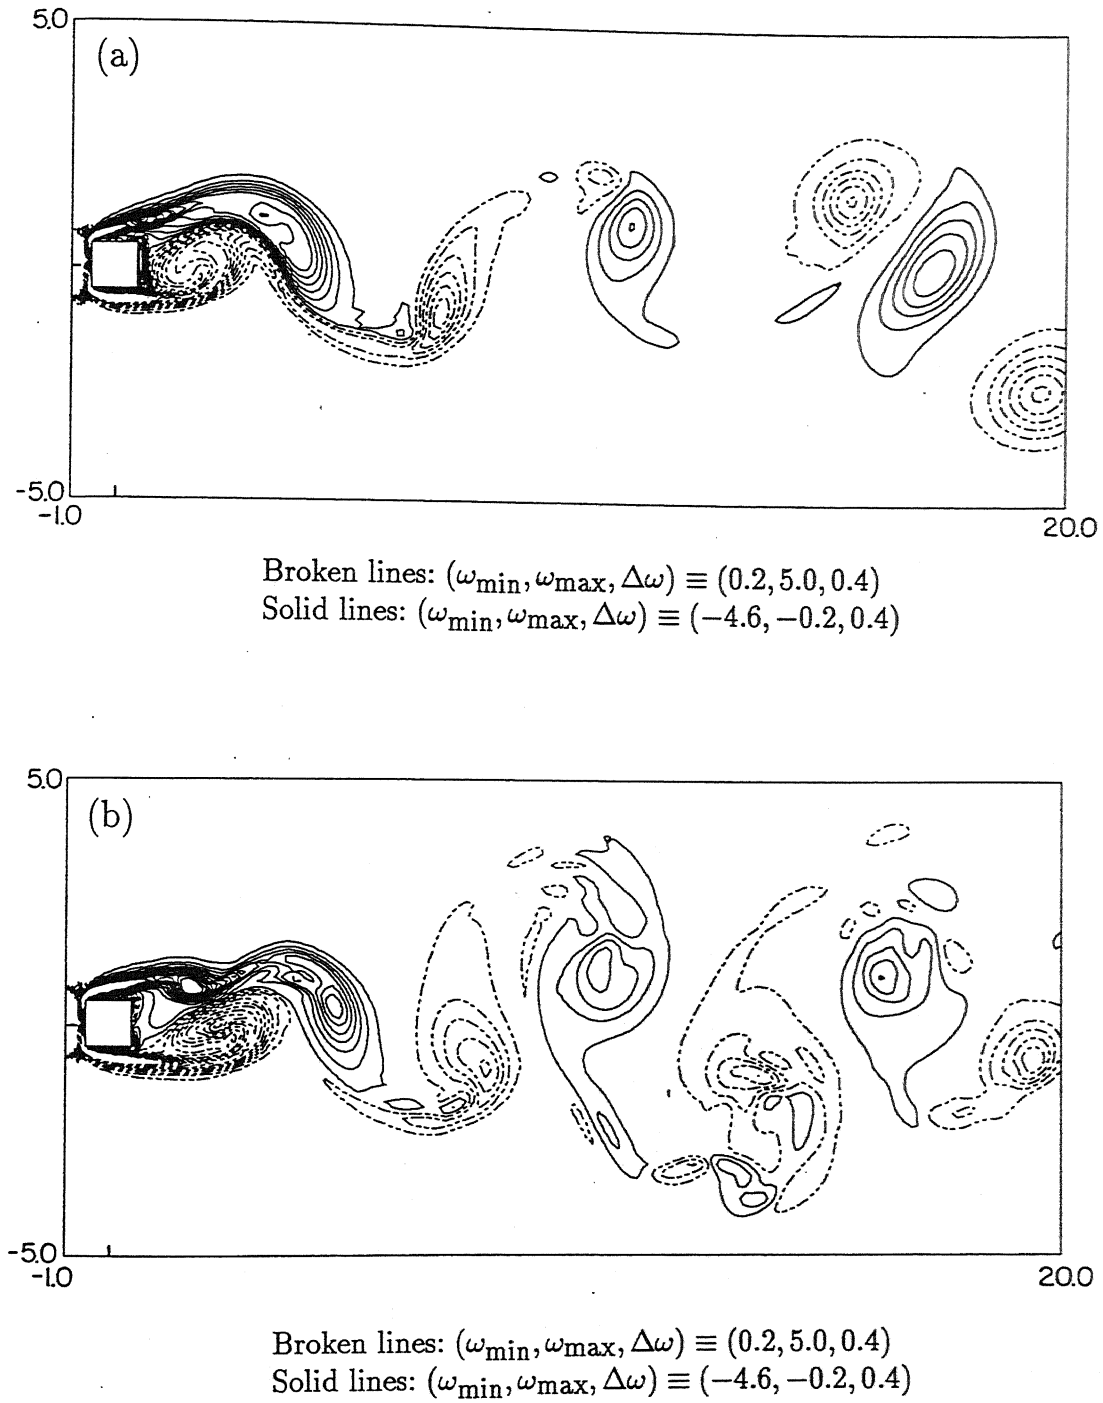 5.0
(a)
-5.0
-1.0
20.0
Broken lines: (ωmin, ωmax, Δω) ≡ (0.2, 5.0, 0.4)
Solid lines: (ωmin, ωmax, Δω) ≡ (−4.6, −0.2, 0.4)
5.0
(b)
-5.0
-1.0
20.0
Broken lines: (ωmin, ωmax, Δω) ≡ (0.2, 5.0, 0.4)
Solid lines: (ωmin, ωmax, Δω) ≡ (−4.6, −0.2, 0.4)